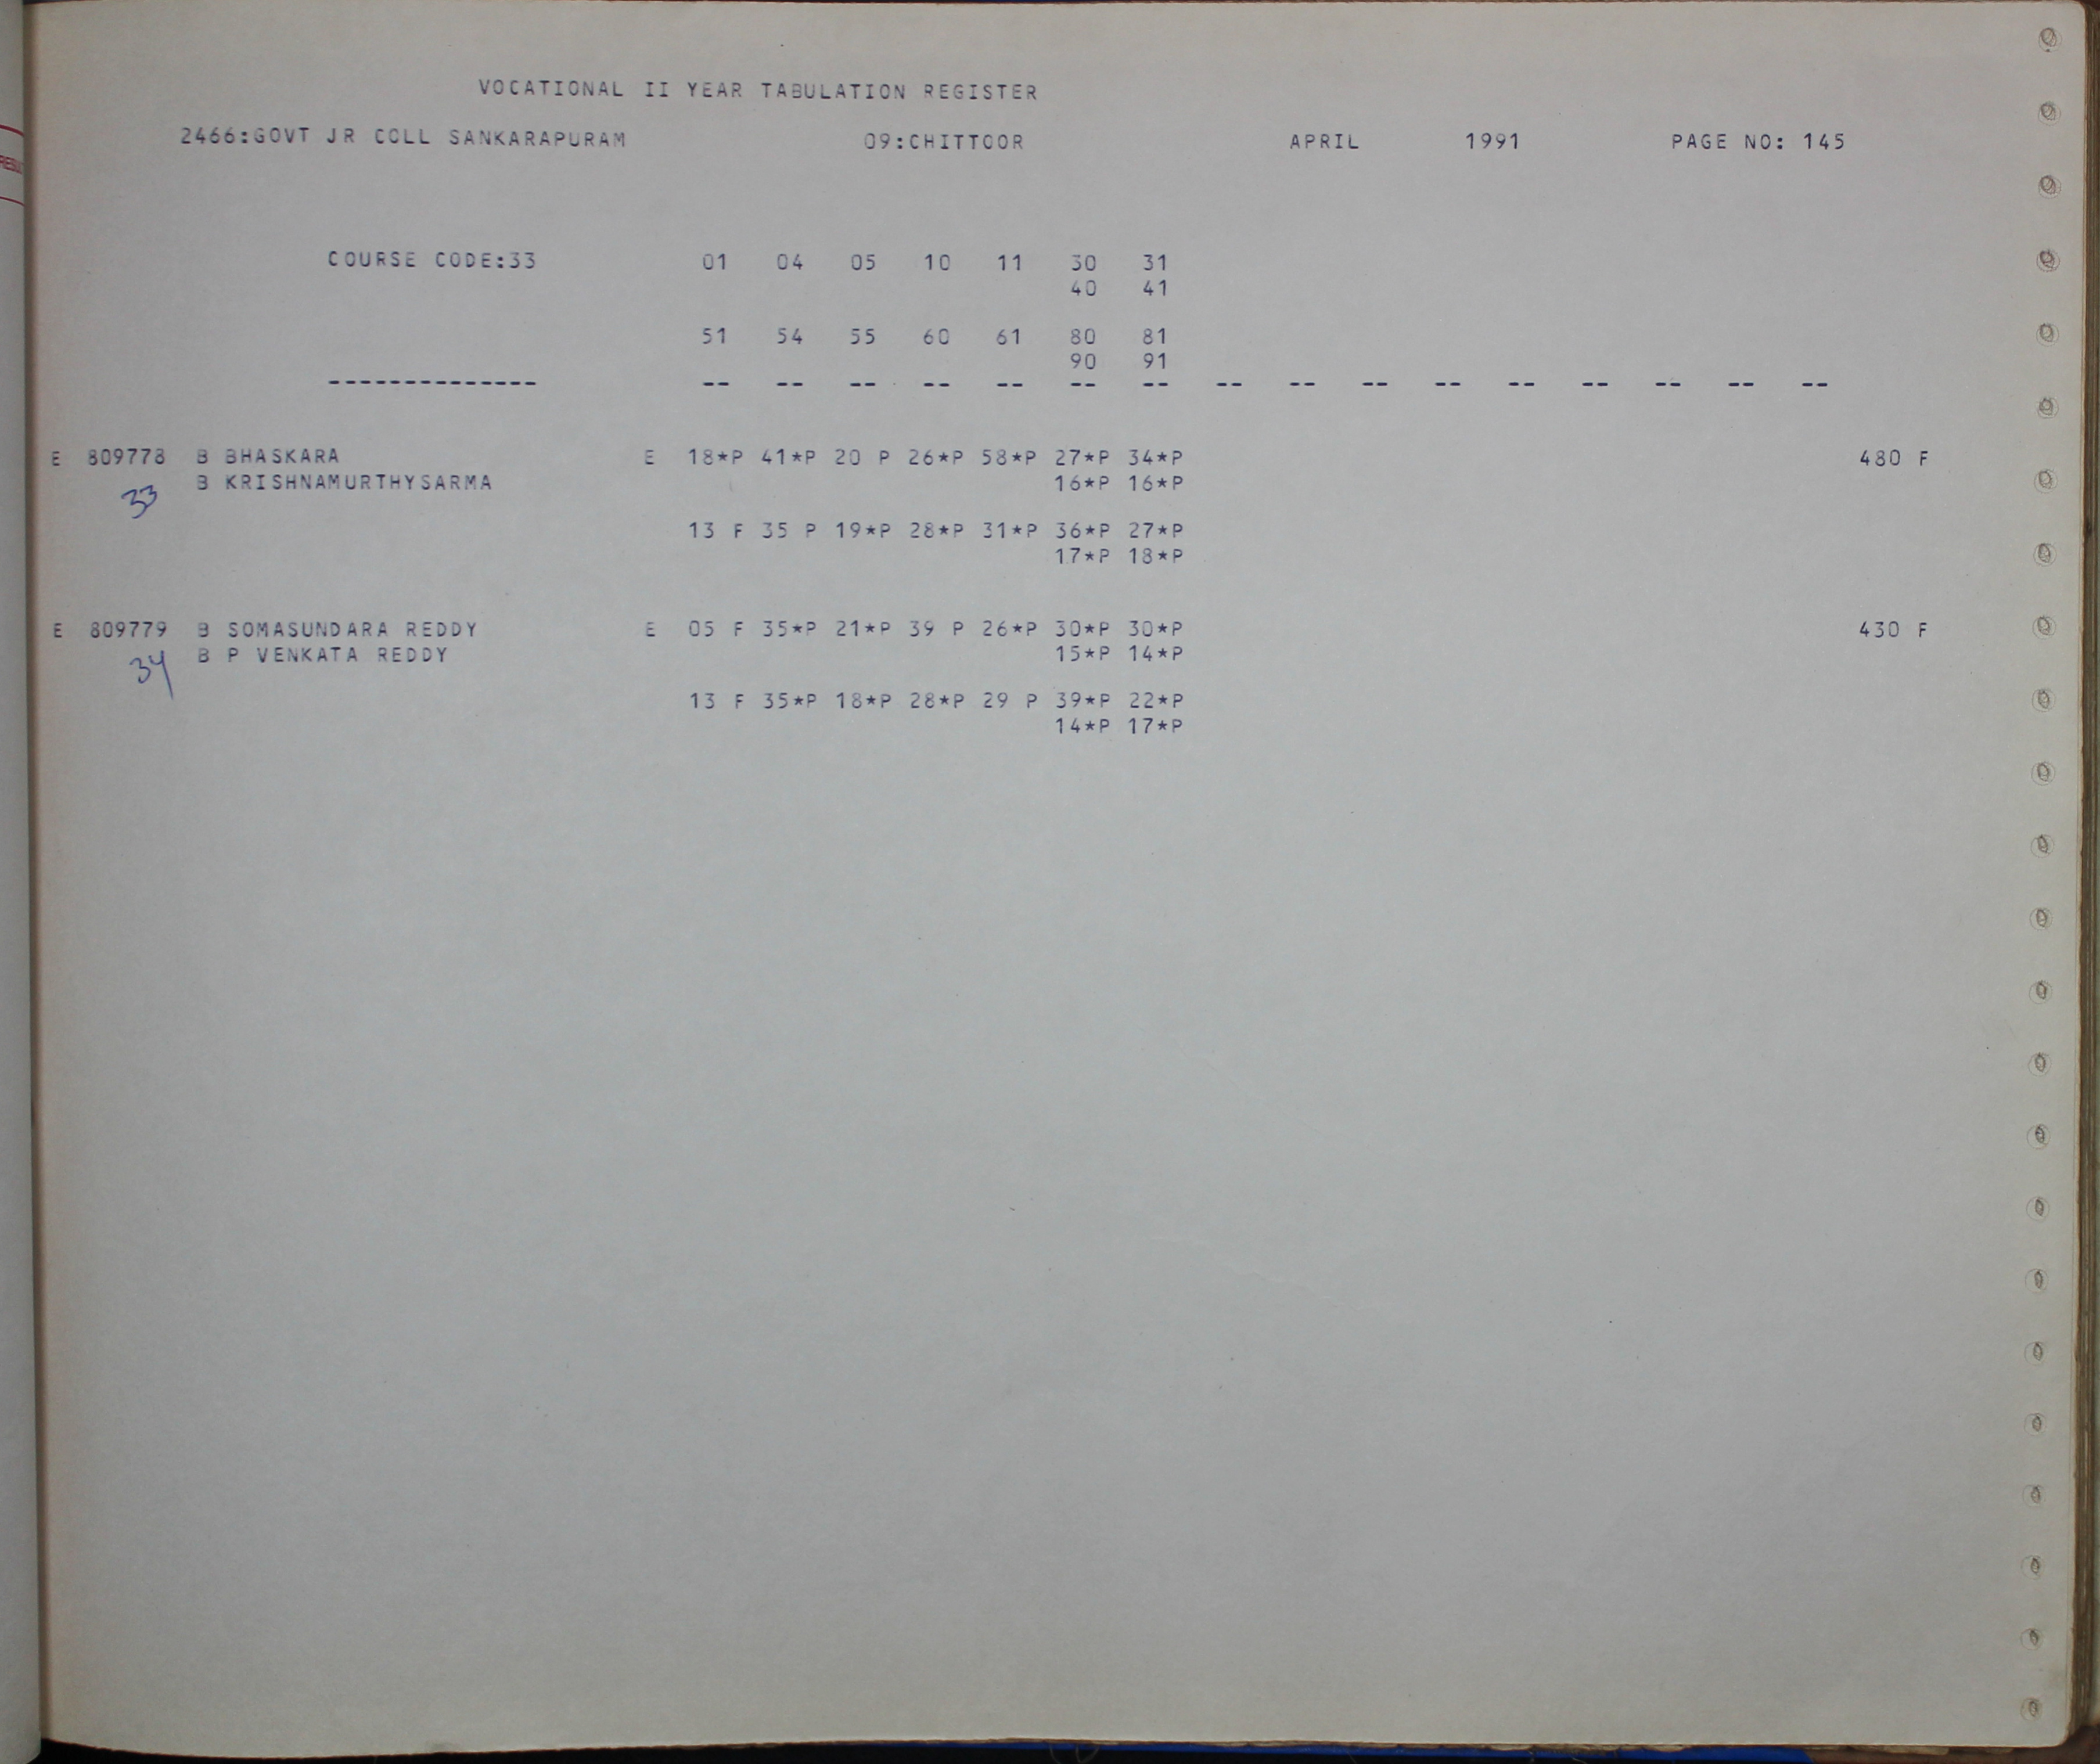 VOCATIONAL II YEAR TABULATION REGISTER
2466:GOVT JR COLL SANKARAPURAM 09:CHITTOOR APRIL 1991 PAGE NO: 145
COURSE CODE:33 01 04 05 10 11 30 31
40 41
51 54 55 60 61 80 81
90 91
-------------- -- -- -- -- -- -- -- -- -- -- -- -- -- -- -- --
E 809778 B BHASKARA E 18*P 41*P 20 P 26*P 58*P 27*P 34*P 480 F
33 B KRISHNAMURTHYSARMA 16*P 16*P
13 F 35 P 19*P 28*P 31*P 36*P 27*P
17*P 18*P
E 809779 B SOMASUNDARA REDDY E 05 F 35*P 21*P 39 P 26*P 30*P 30*P 430 F
34 B P VENKATA REDDY 15*P 14*P
13 F 35*P 18*P 28*P 29 P 39*P 22*P
14*P 17*P